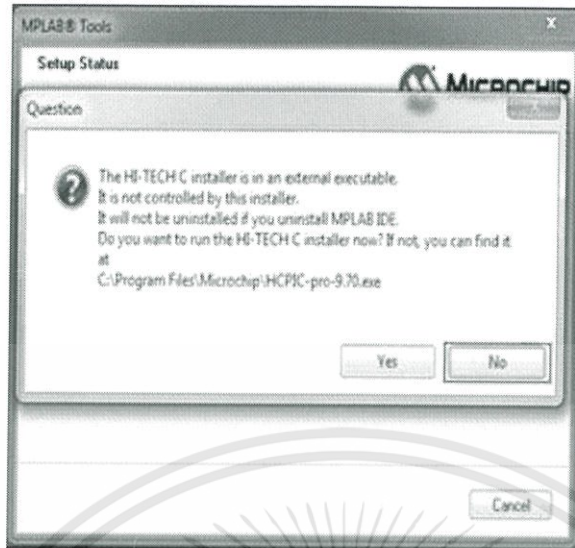 MPLAB® Tools
Setup Status
MICROCHIP
Question
The HI-TECH C installer is in an external executable.
It is not controlled by this installer.
It will not be uninstalled if you uninstall MPLAB IDE.
Do you want to run the HI-TECH C installer now? If not, you can find it
at
C:\Program Files\Microchip\HCPIC-pro-9.70.exe
Yes
No
Cancel